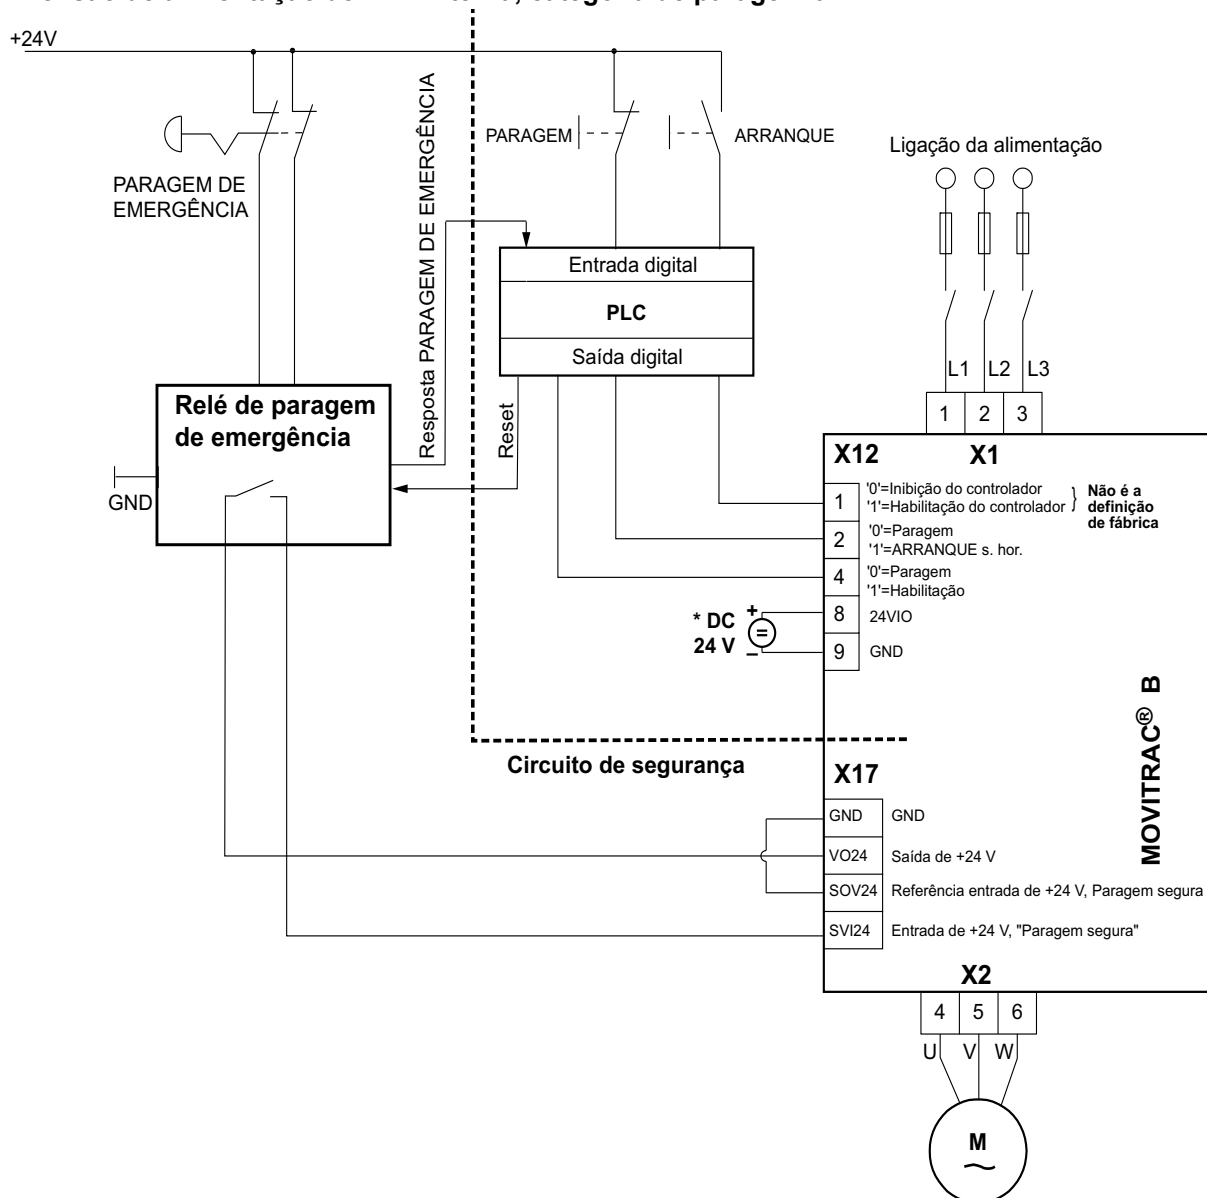 +24V
PARAGEM
ARRANQUE
Ligação da alimentação
PARAGEM DE
EMERGÊNCIA
Resposta PARAGEM DE EMERGÊNCIA
Entrada digital
PLC
Saída digital
Reset
L1 L2 L3
1 2 3
Relé de paragem
de emergência
GND
X12 X1
1 '0'=Inibição do controlador
'1'=Habilitação do controlador
} Não é a
definição
de fábrica
2 '0'=Paragem
'1'=ARRANQUE s. hor.
4 '0'=Paragem
'1'=Habilitação
* DC
24 V
+
=
–
8 24VIO
9 GND
MOVITRAC® B
Circuito de segurança
X17
GND GND
VO24 Saída de +24 V
SOV24 Referência entrada de +24 V, Paragem segura
SVI24 Entrada de +24 V, "Paragem segura"
X2
4 5 6
U V W
M
~